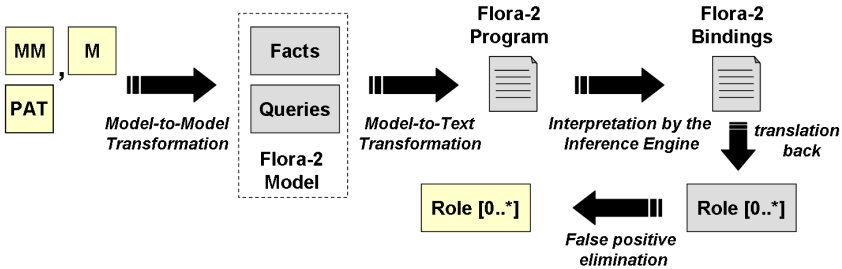 MM , M
PAT
Model-to-Model
Transformation
Facts
Queries
Flora-2
Model
Model-to-Text
Transformation
Flora-2
Program
Interpretation by the
Inference Engine
Flora-2
Bindings
translation
back
Role [0..*]
False positive
elimination
Role [0..*]